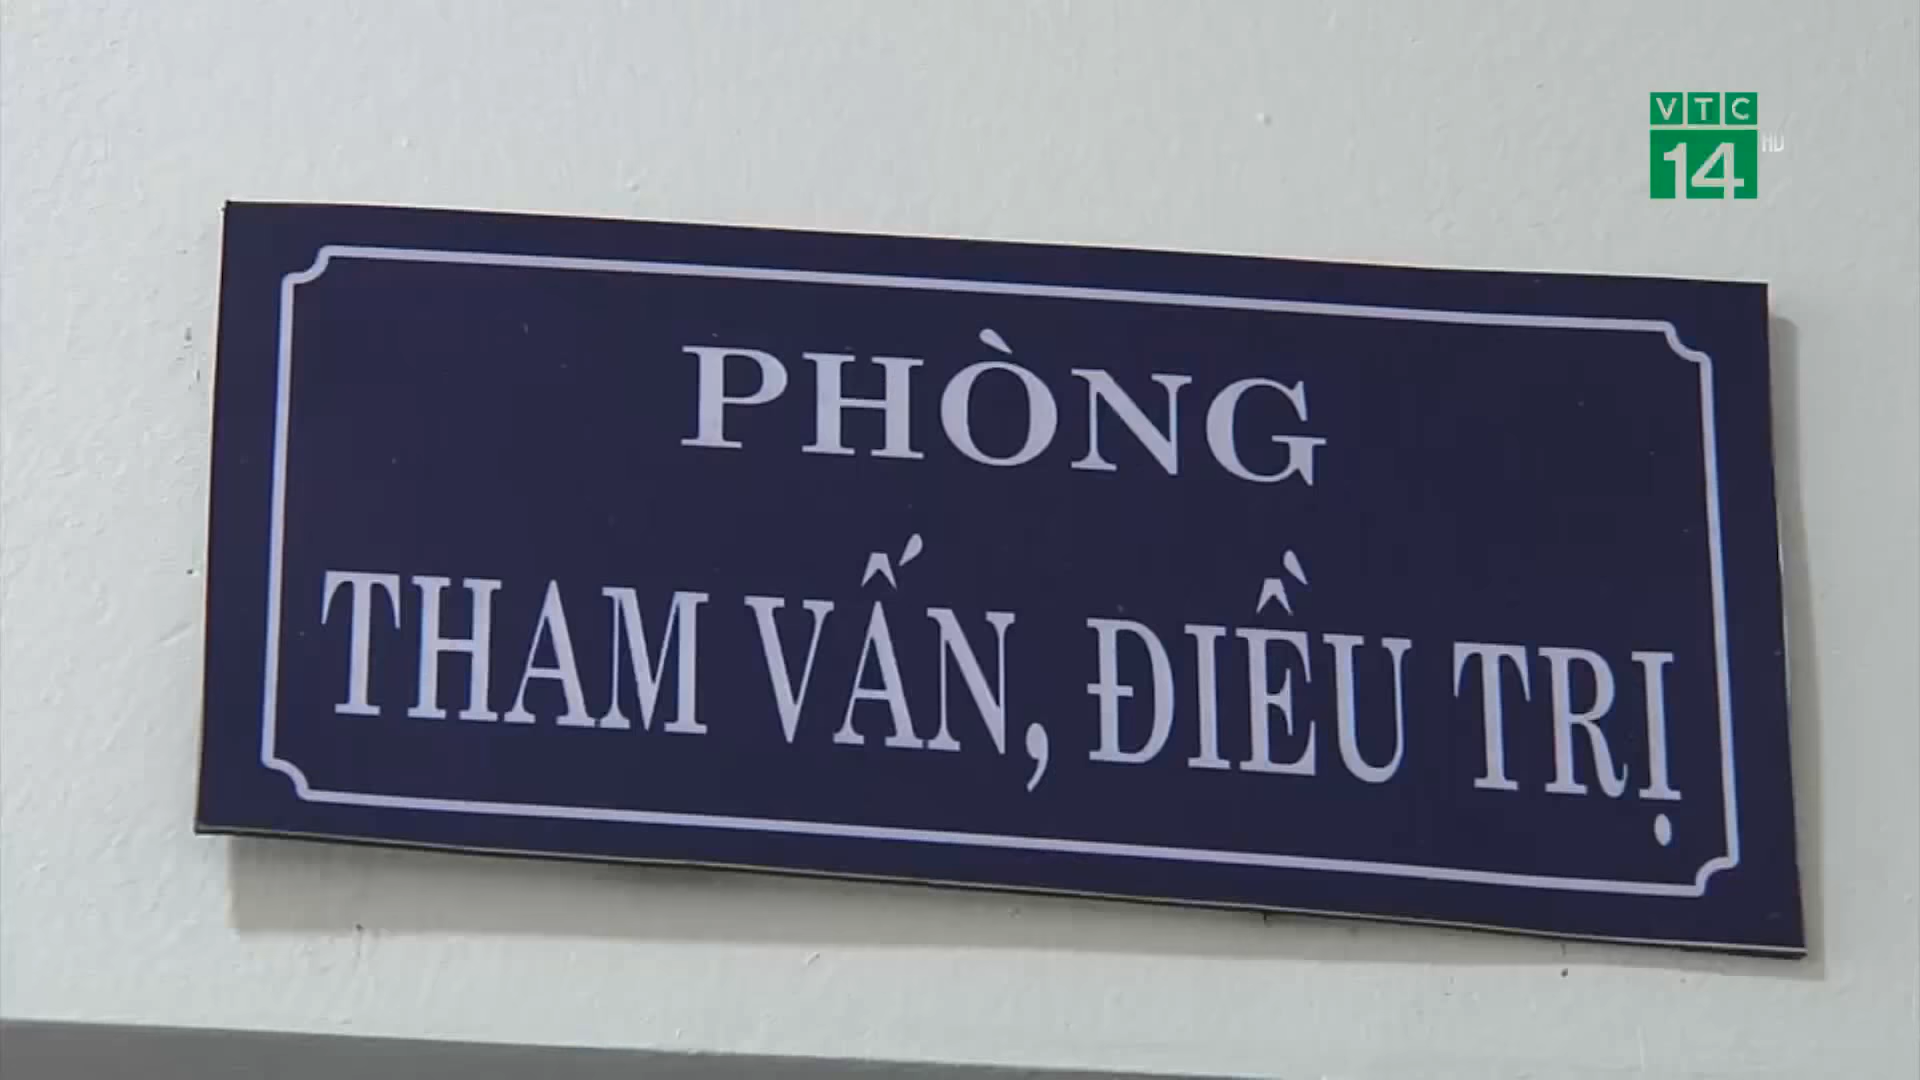 VTC
14
HD
PHÒNG
THAM VẤN, ĐIỀU TRỊ